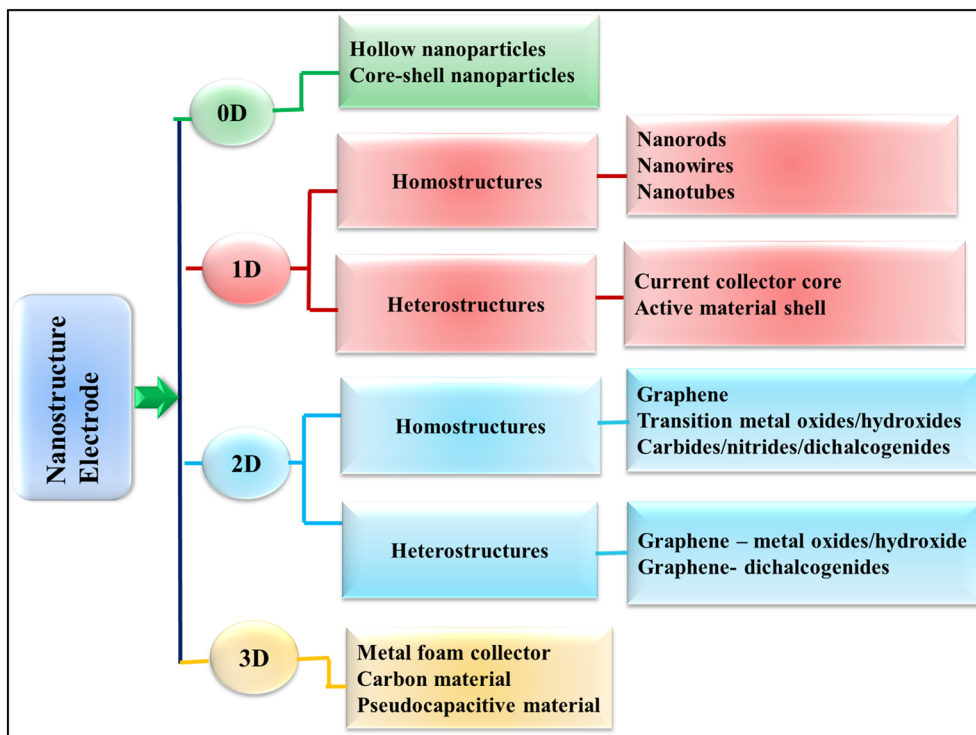 Nanostructure
Electrode
0D
Hollow nanoparticles
Core-shell nanoparticles
1D
Homostructures
Nanorods
Nanowires
Nanotubes
Heterostructures
Current collector core
Active material shell
2D
Homostructures
Graphene
Transition metal oxides/hydroxides
Carbides/nitrides/dichalcogenides
Heterostructures
Graphene – metal oxides/hydroxide
Graphene- dichalcogenides
3D
Metal foam collector
Carbon material
Pseudocapacitive material